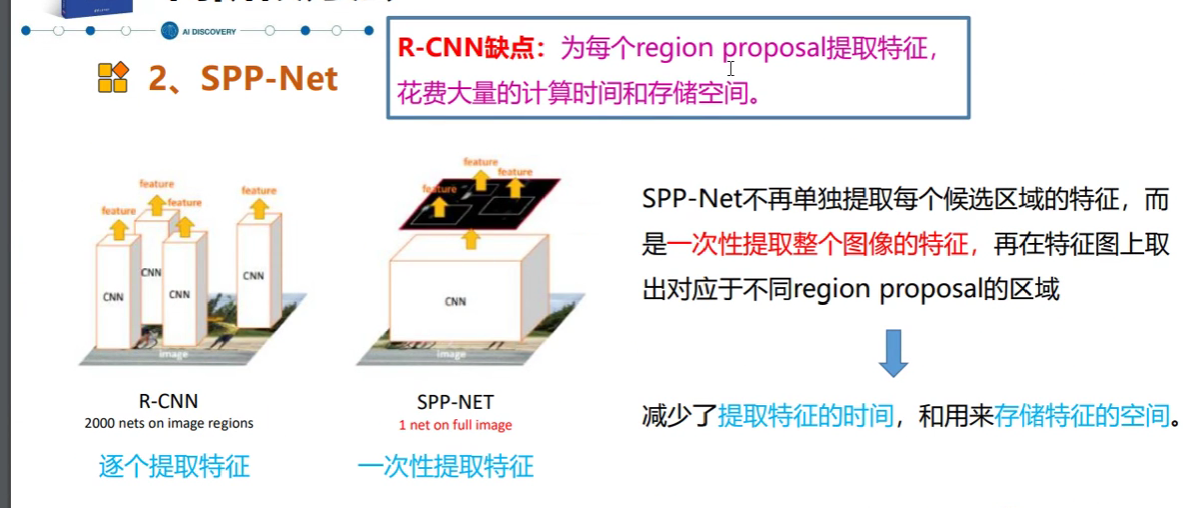 AI DISCOVERY
2、SPP-Net
R-CNN缺点：为每个region proposal提取特征，
花费大量的计算时间和存储空间。
feature
feature
feature
feature
CNN
CNN
CNN
CNN
image
R-CNN
2000 nets on image regions
逐个提取特征
feature
feature
feature
CNN
image
SPP-NET
1 net on full image
一次性提取特征
SPP-Net不再单独提取每个候选区域的特征，而
是一次性提取整个图像的特征，再在特征图上取
出对应于不同region proposal的区域
减少了提取特征的时间，和用来存储特征的空间。